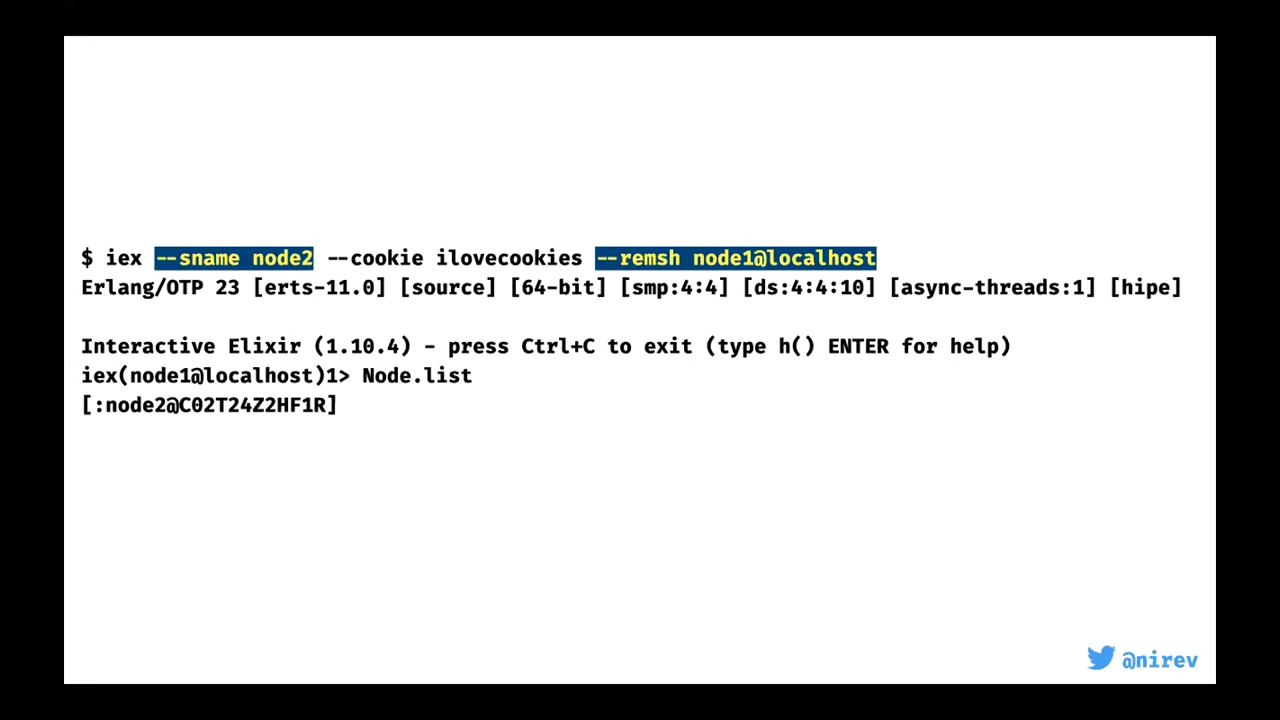 $ iex --sname node2 --cookie ilovecookies --remsh node1@localhost
Erlang/OTP 23 [erts-11.0] [source] [64-bit] [smp:4:4] [ds:4:4:10] [async-threads:1] [hipe]
Interactive Elixir (1.10.4) - press Ctrl+C to exit (type h() ENTER for help)
iex(node1@localhost)1> Node.list
[:node2@C02T24Z2HF1R]
@nirev